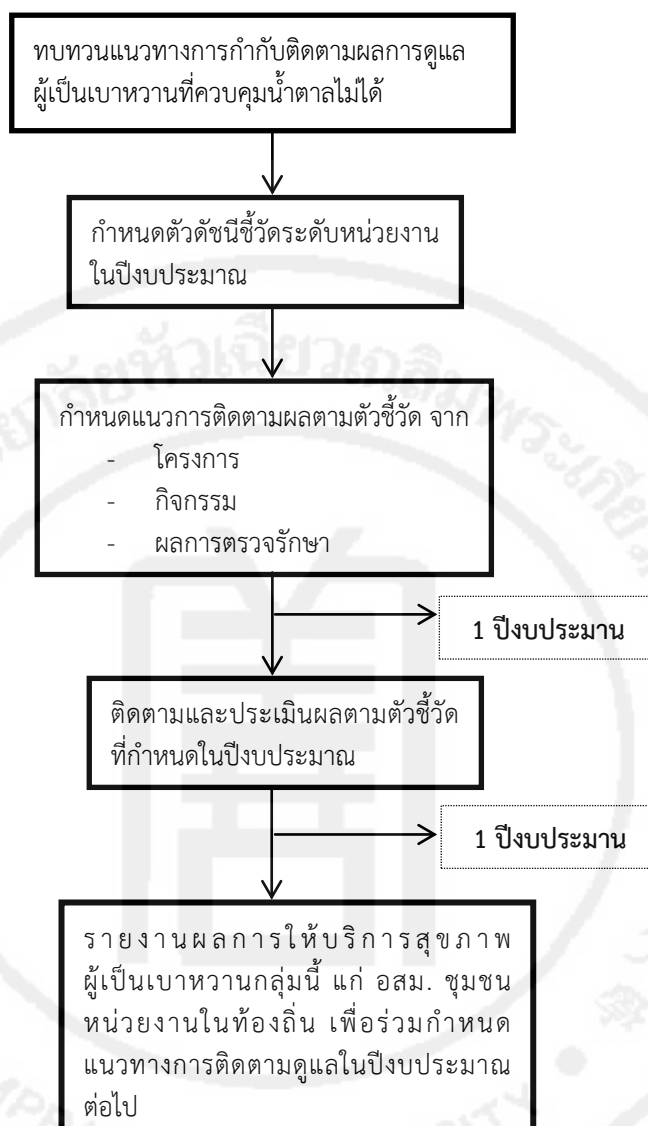 ทบทวนแนวทางการกำกับติดตามผลการดูแล
ผู้เป็นเบาหวานที่ควบคุมน้ำตาลไม่ได้
กำหนดตัวดัชนีชี้วัดระดับหน่วยงาน
ในปีงบประมาณ
กำหนดแนวการติดตามผลตามตัวชี้วัด จาก
- โครงการ
- กิจกรรม
- ผลการตรวจรักษา
1 ปีงบประมาน
ติดตามและประเมินผลตามตัวชี้วัด
ที่กำหนดในปีงบประมาณ
1 ปีงบประมาน
รายงานผลการให้บริการสุขภาพ
ผู้เป็นเบาหวานกลุ่มนี้ แก่ อสม. ชุมชน
หน่วยงานในท้องถิ่น เพื่อร่วมกำหนด
แนวทางการติดตามดูแลในปีงบประมาณ
ต่อไป